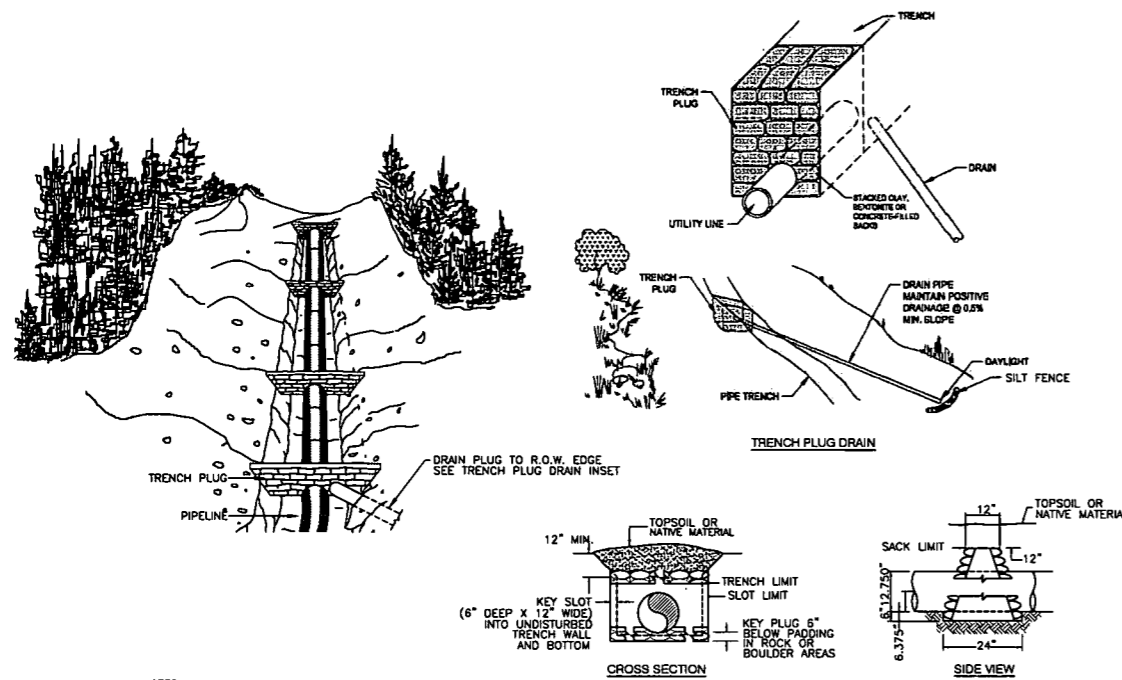 TRENCH
TRENCH
PLUG
DRAIN
STACKED CLAY,
BENTONITE OR
CONCRETE-FILLED
SACKS
UTILITY LINE
TRENCH
PLUG
DRAIN PIPE
MAINTAIN POSITIVE
DRAINAGE @ 0.5%
MIN. SLOPE
DAYLIGHT
SILT FENCE
PIPE TRENCH
TRENCH PLUG DRAIN
DRAIN PLUG TO R.O.W. EDGE
SEE TRENCH PLUG DRAIN INSET
TRENCH PLUG
PIPELINE
TOPSOIL OR
NATIVE MATERIAL
12" MIN.
TRENCH LIMIT
SLOT LIMIT
KEY SLOT
(6" DEEP X 12" WIDE)
INTO UNDISTURBED
TRENCH WALL
AND BOTTOM
KEY PLUG 6"
BELOW PADDING
IN ROCK OR
BOULDER AREAS
CROSS SECTION
12"
TOPSOIL OR
NATIVE MATERIA
SACK LIMIT
12"
12.750"
6"
6.375"
24"
SIDE VIEW